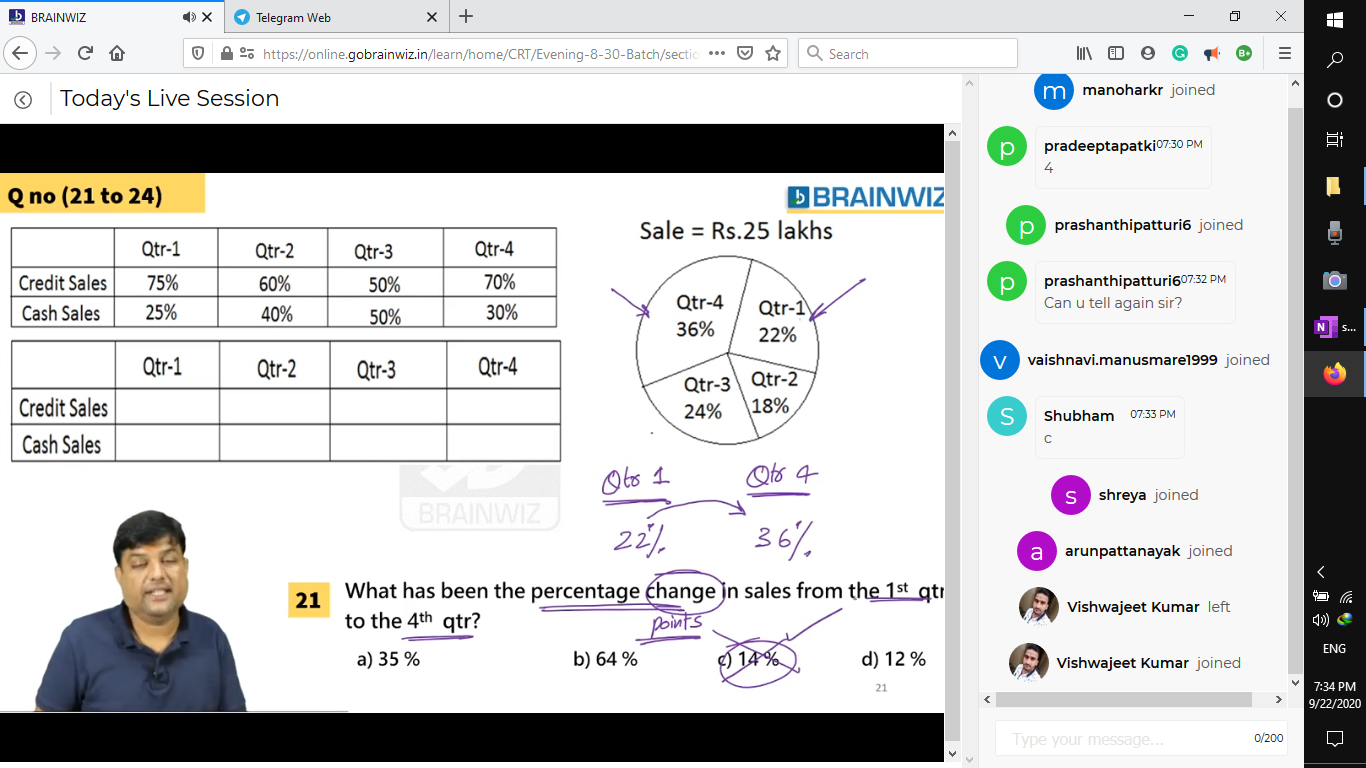 BRAINWIZ
Telegram Web
https://online.gobrainwiz.in/learn/home/CRT/Evening-8-30-Batch/sectio
Search
Today's Live Session
Q no (21 to 24)
BRAINWIZ
Qtr-1 Qtr-2 Qtr-3 Qtr-4
Credit Sales 75% 60% 50% 70%
Cash Sales 25% 40% 50% 30%
Qtr-1 Qtr-2 Qtr-3 Qtr-4
Credit Sales
Cash Sales
Sale = Rs.25 lakhs
Qtr-4
36%
Qtr-1
22%
Qtr-3
24%
Qtr-2
18%
BRAINWIZ
Qtr 1 Qtr 4
22% 36%
21
What has been the percentage change in sales from the 1st qtr
to the 4th qtr?
points
a) 35 % b) 64 % c) 14 % d) 12 %
21
m manoharkr joined
p pradeeptapatki 07:30 PM
4
p prashanthipatturi6 joined
p prashanthipatturi6 07:32 PM
Can u tell again sir?
v vaishnavi.manusmare1999 joined
S Shubham 07:33 PM
c
s shreya joined
a arunpattanayak joined
Vishwajeet Kumar left
Vishwajeet Kumar joined
Type your message... 0/200
N s...
ENG
7:34 PM
9/22/2020